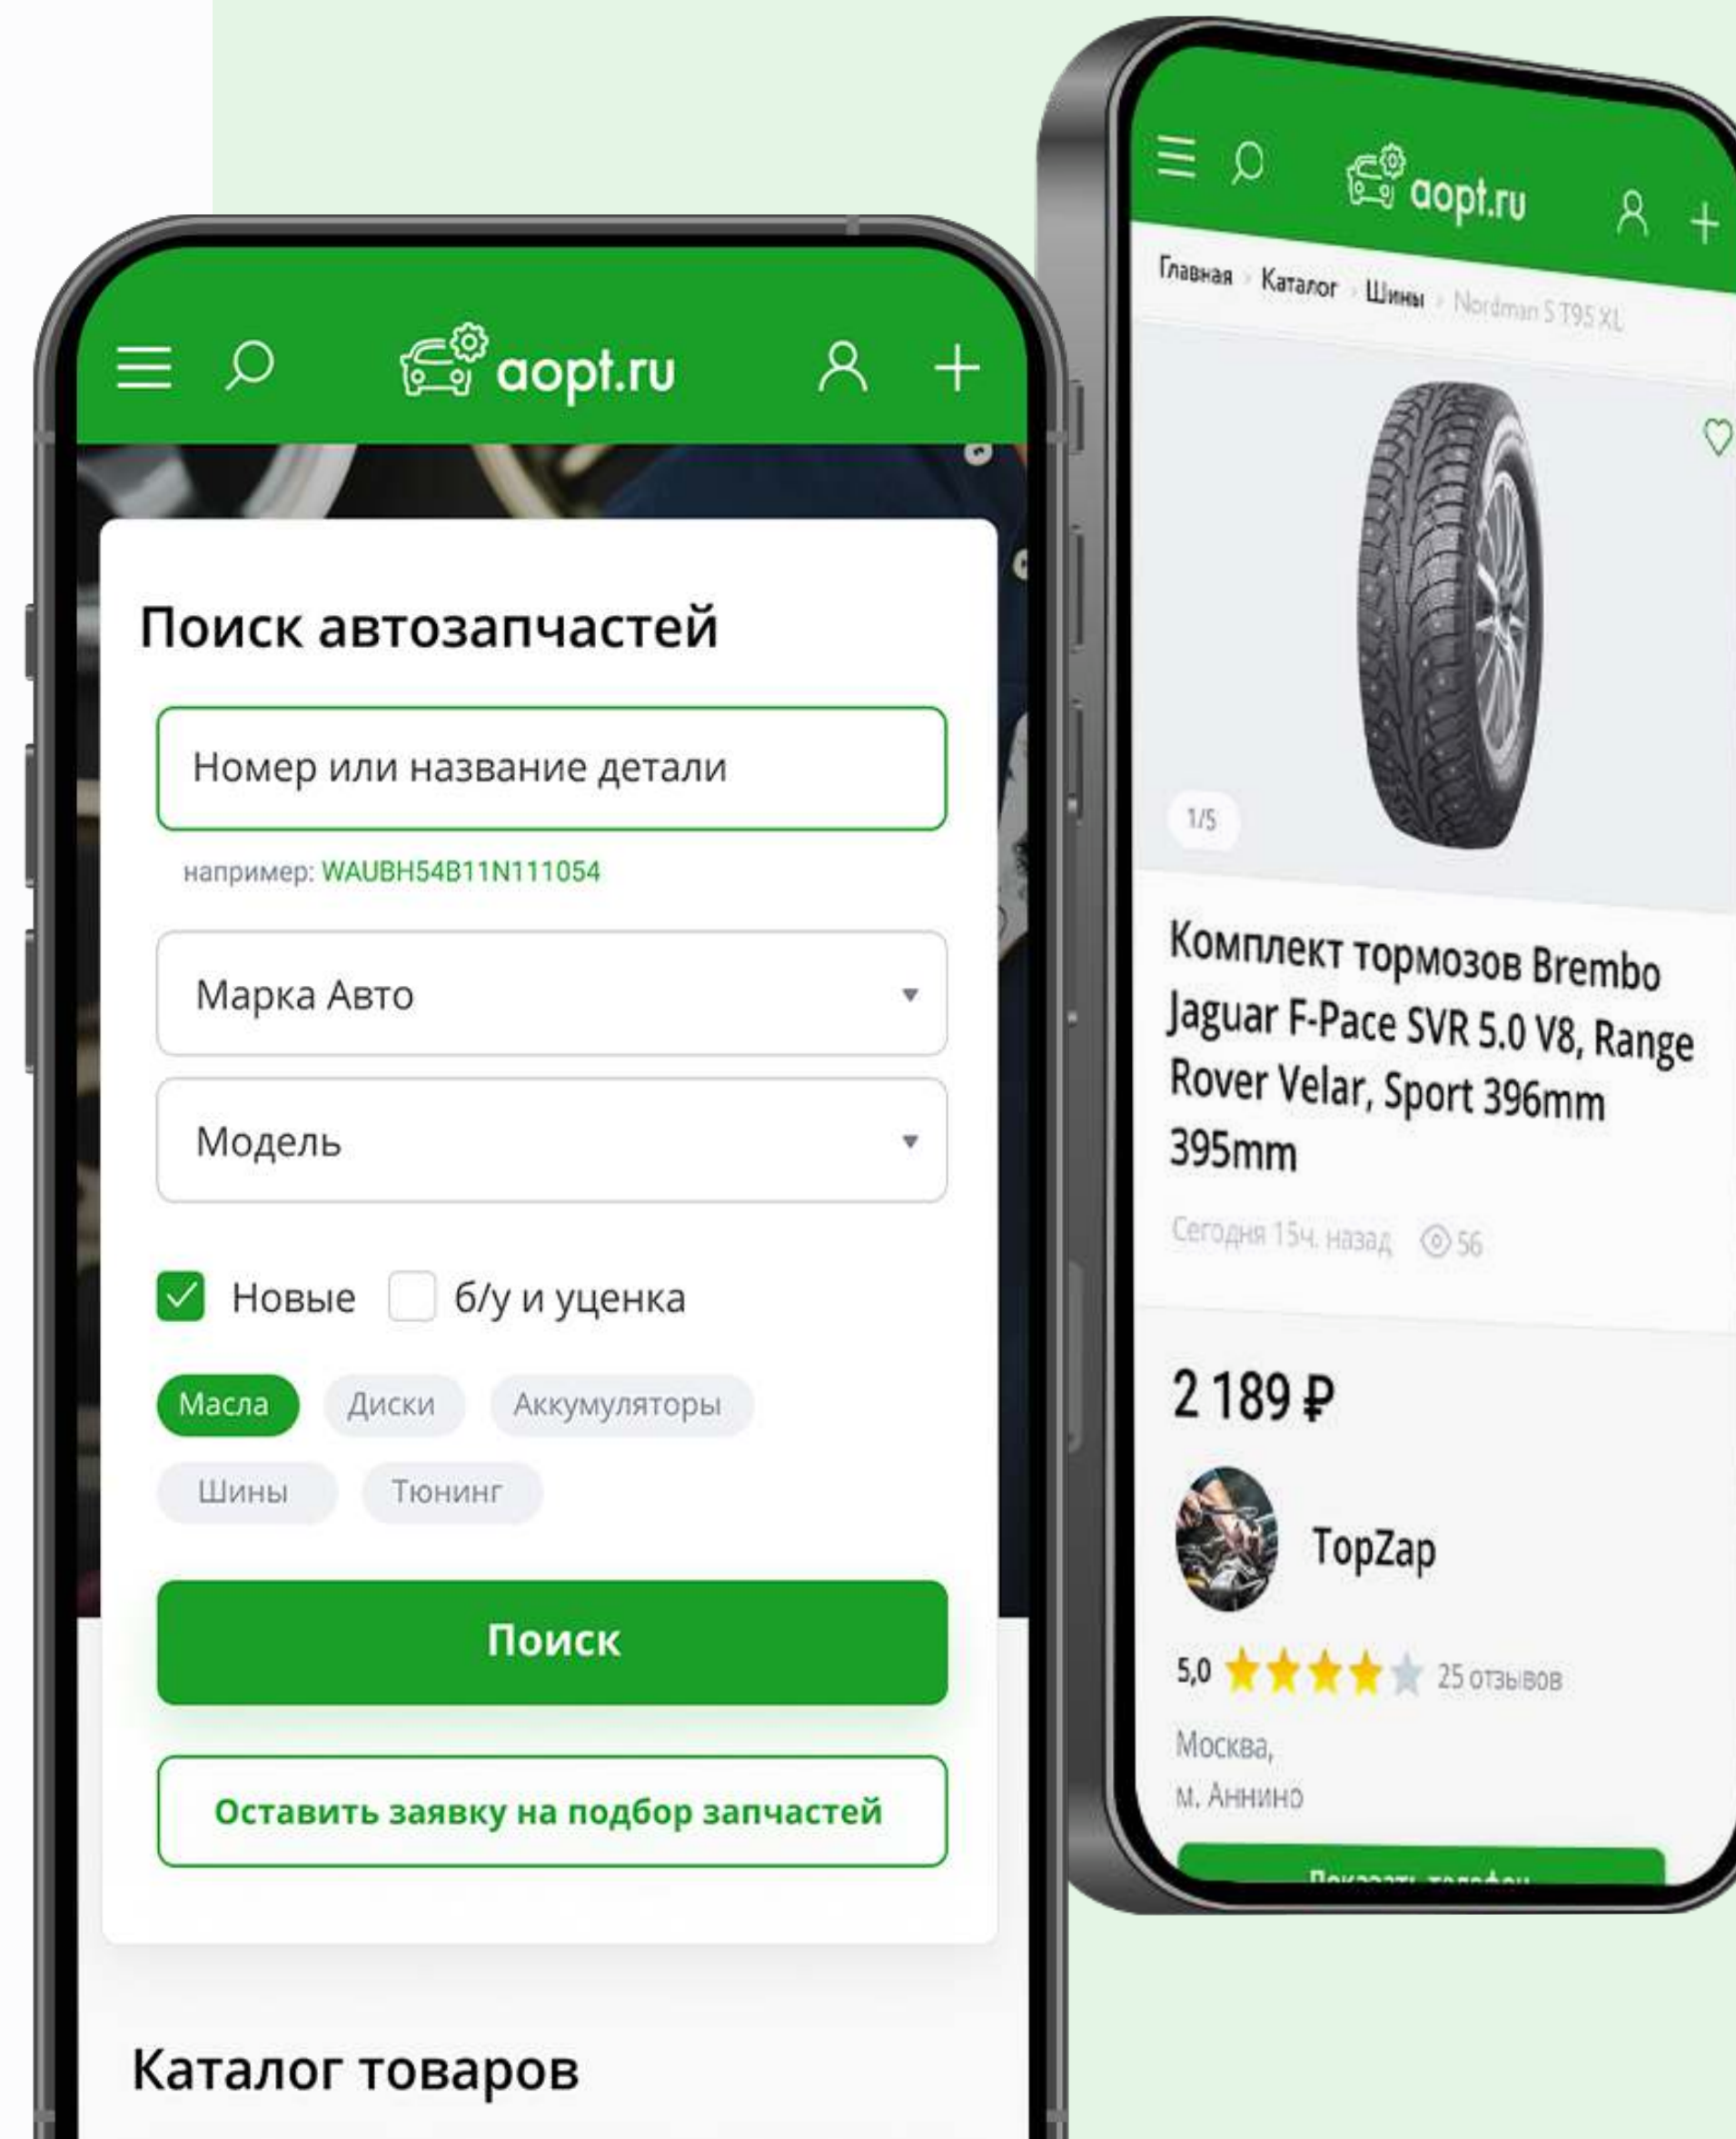 aopt.ru
Поиск автозапчастей
Номер или название детали
например: WAUBH54B11N111054
Марка Авто
Модель
Новые б/у и уценка
Масла Диски Аккумуляторы
Шины Тюнинг
Поиск
Оставить заявку на подбор запчастей
Каталог товаров
aopt.ru
Главная Каталог Шины Nordman S T95 XL
1/5
Комплект тормозов Brembo
Jaguar F-Pace SVR 5.0 V8, Range
Rover Velar, Sport 396mm
395mm
Сегодня 15ч. назад 56
2 189 ₽
TopZap
5,0 25 отзывов
Москва,
м. Аннино
Показать телефон